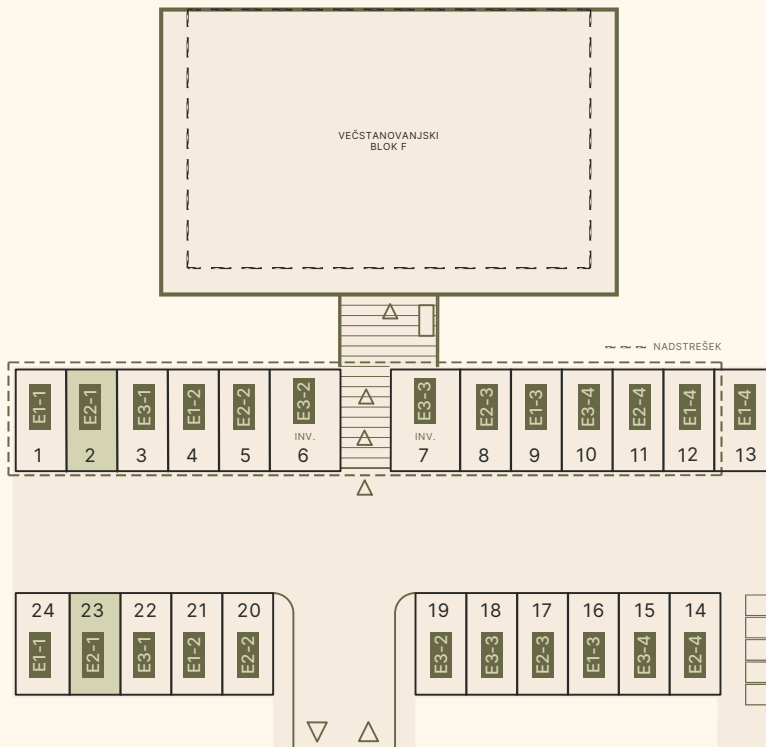 VEČSTANOVANJSKI
BLOK F
NADSTREŠEK
E1-1 E2-1 E3-1 E1-2 E2-2 E3-2 E3-3 E2-3 E1-3 E3-4 E2-4 E1-4 E1-4
INV. INV.
1 2 3 4 5 6 7 8 9 10 11 12 13
24 23 22 21 20 19 18 17 16 15 14
E1-1 E2-1 E3-1 E1-2 E2-2 E3-2 E3-3 E2-3 E1-3 E3-4 E2-4